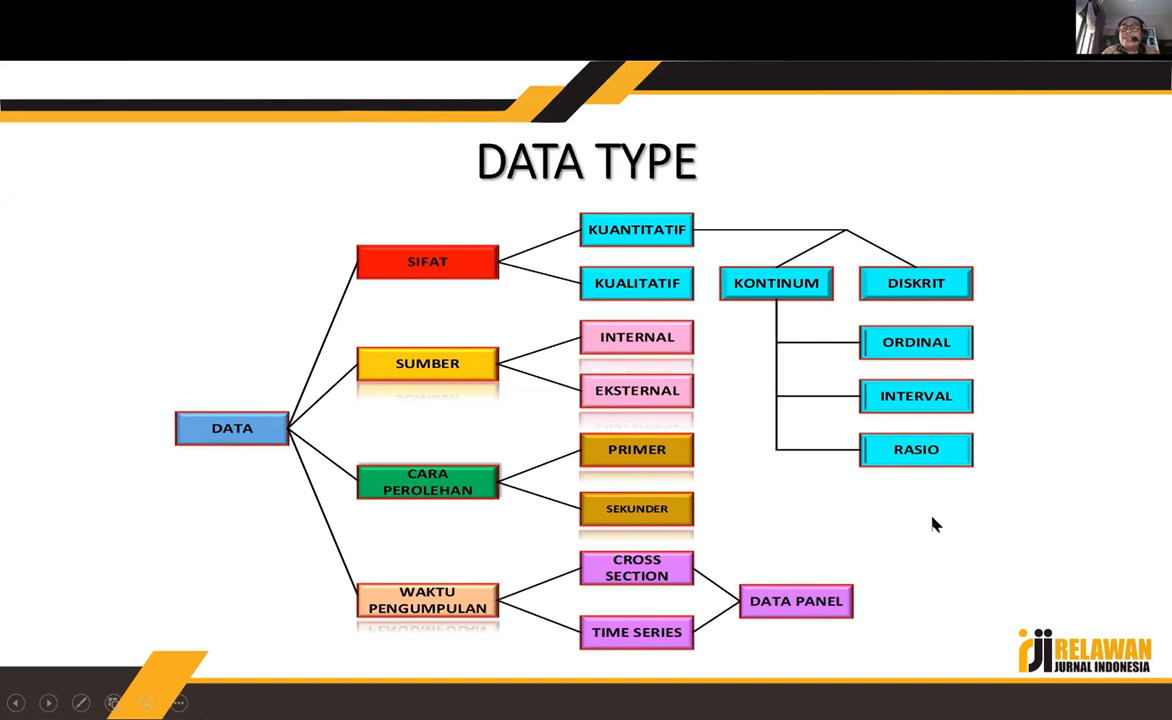 DATA TYPE
KUANTITATIF
SIFAT
KUALITATIF
KONTINUM
DISKRIT
INTERNAL
ORDINAL
SUMBER
EKSTERNAL
INTERVAL
DATA
PRIMER
RASIO
CARA
PEROLEHAN
SEKUNDER
CROSS
SECTION
WAKTU
PENGUMPULAN
DATA PANEL
TIME SERIES
rji RELAWAN
JURNAL INDONESIA